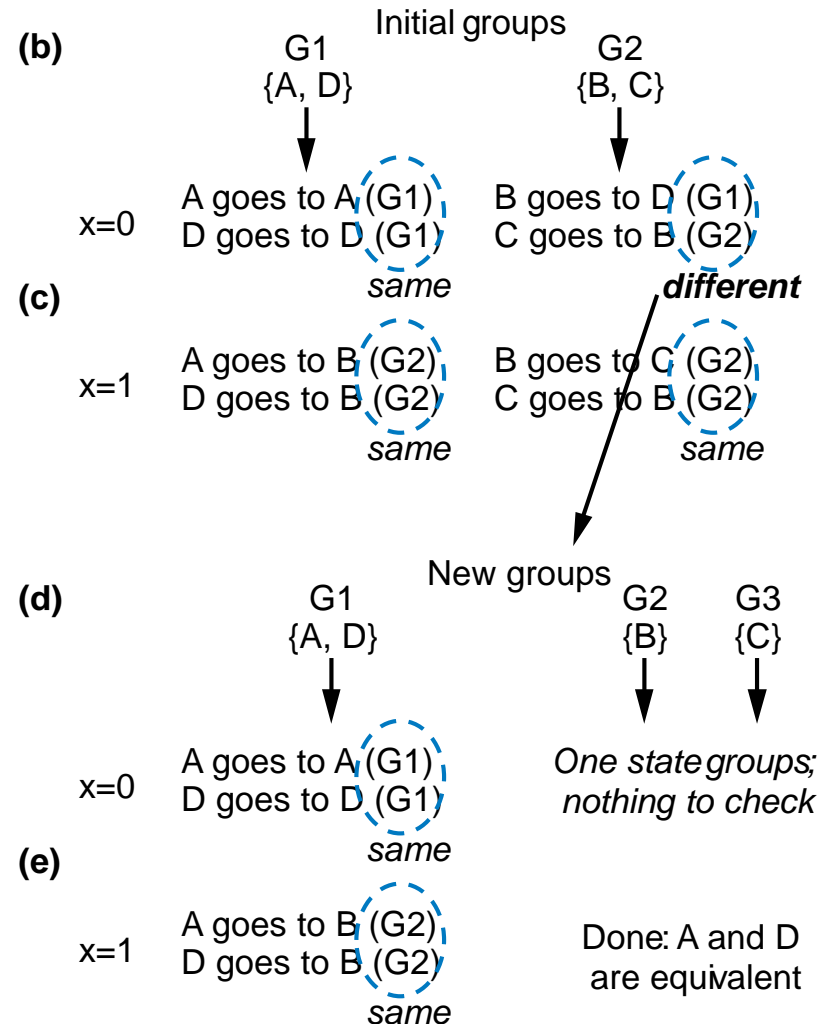 Initial groups
(b)
G1
{A, D}
G2
{B, C}
x=0
A goes to A (G1)
D goes to D (G1)
same
B goes to D (G1)
C goes to B (G2)
different
(c)
x=1
A goes to B (G2)
D goes to B (G2)
same
B goes to C (G2)
C goes to B (G2)
same
New groups
(d)
G1
{A, D}
G2
{B}
G3
{C}
x=0
A goes to A (G1)
D goes to D (G1)
same
One state groups;
nothing to check
(e)
x=1
A goes to B (G2)
D goes to B (G2)
same
Done: A and D
are equivalent